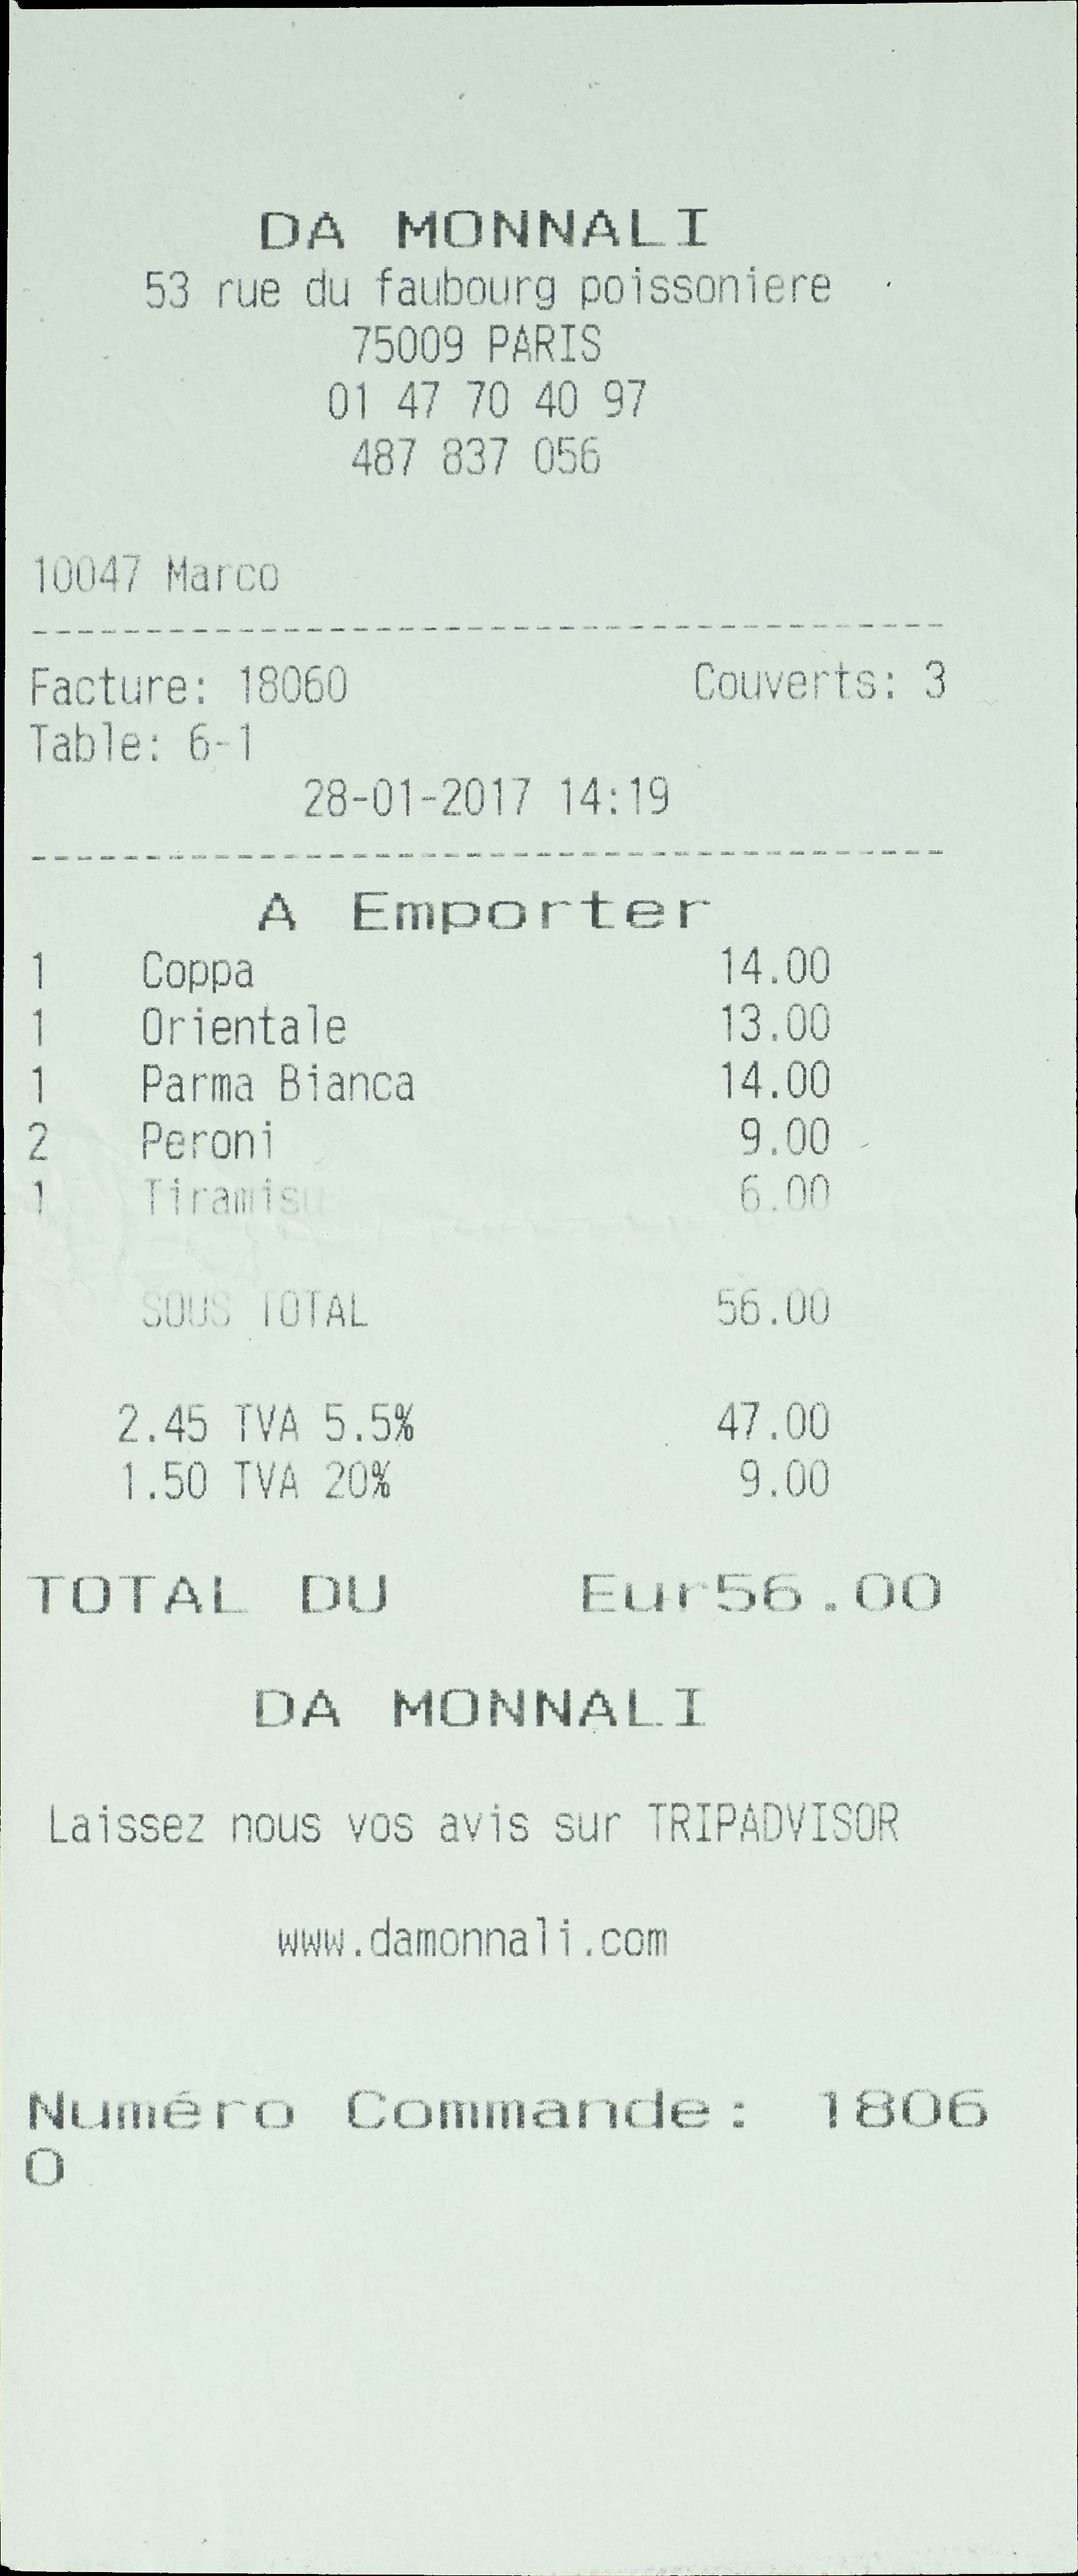 DA MONNALI
53 rue du faubourg poissoniere
75009 PARIS
01 47 70 40 97
487 837 056
10047 Marco
----------------------------------------
Facture: 18060 Couverts: 3
Table: 6-1
28-01-2017 14:19
----------------------------------------
A Emporter
1 Coppa 14.00
1 Orientale 13.00
1 Parma Bianca 14.00
2 Peroni 9.00
1 Tiramisu 6.00
SOUS TOTAL 56.00
2.45 TVA 5.5% 47.00
1.50 TVA 20% 9.00
TOTAL DU Eur56.00
DA MONNALI
Laissez nous vos avis sur TRIPADVISOR
www.damonnali.com
Numéro Commande: 1806
0